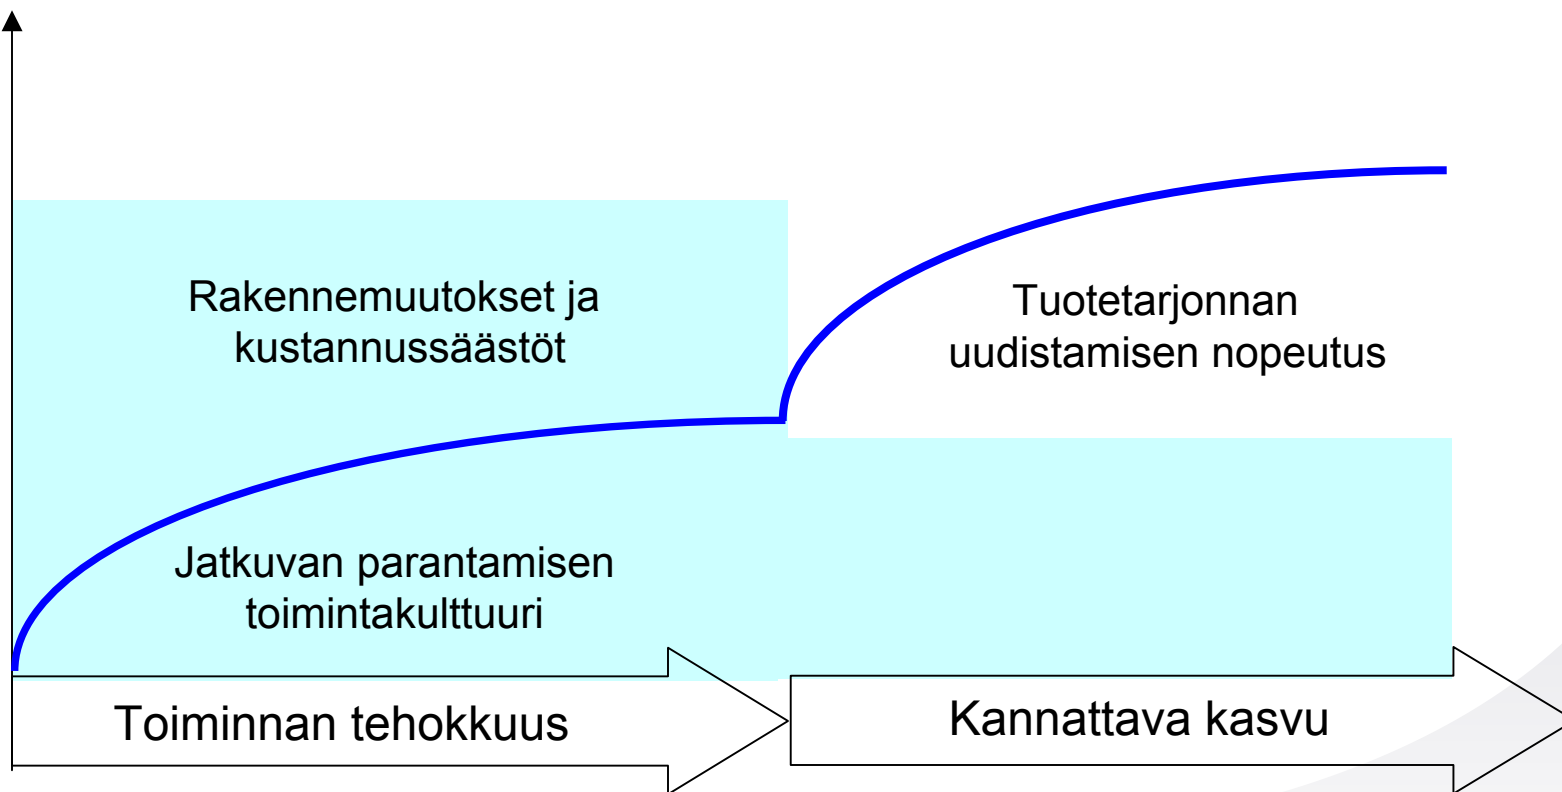 Rakennemuutokset ja
kustannussäästöt
Tuotetarjonnan
uudistamisen nopeutus
Jatkuvan parantamisen
toimintakulttuuri
Toiminnan tehokkuus
Kannattava kasvu